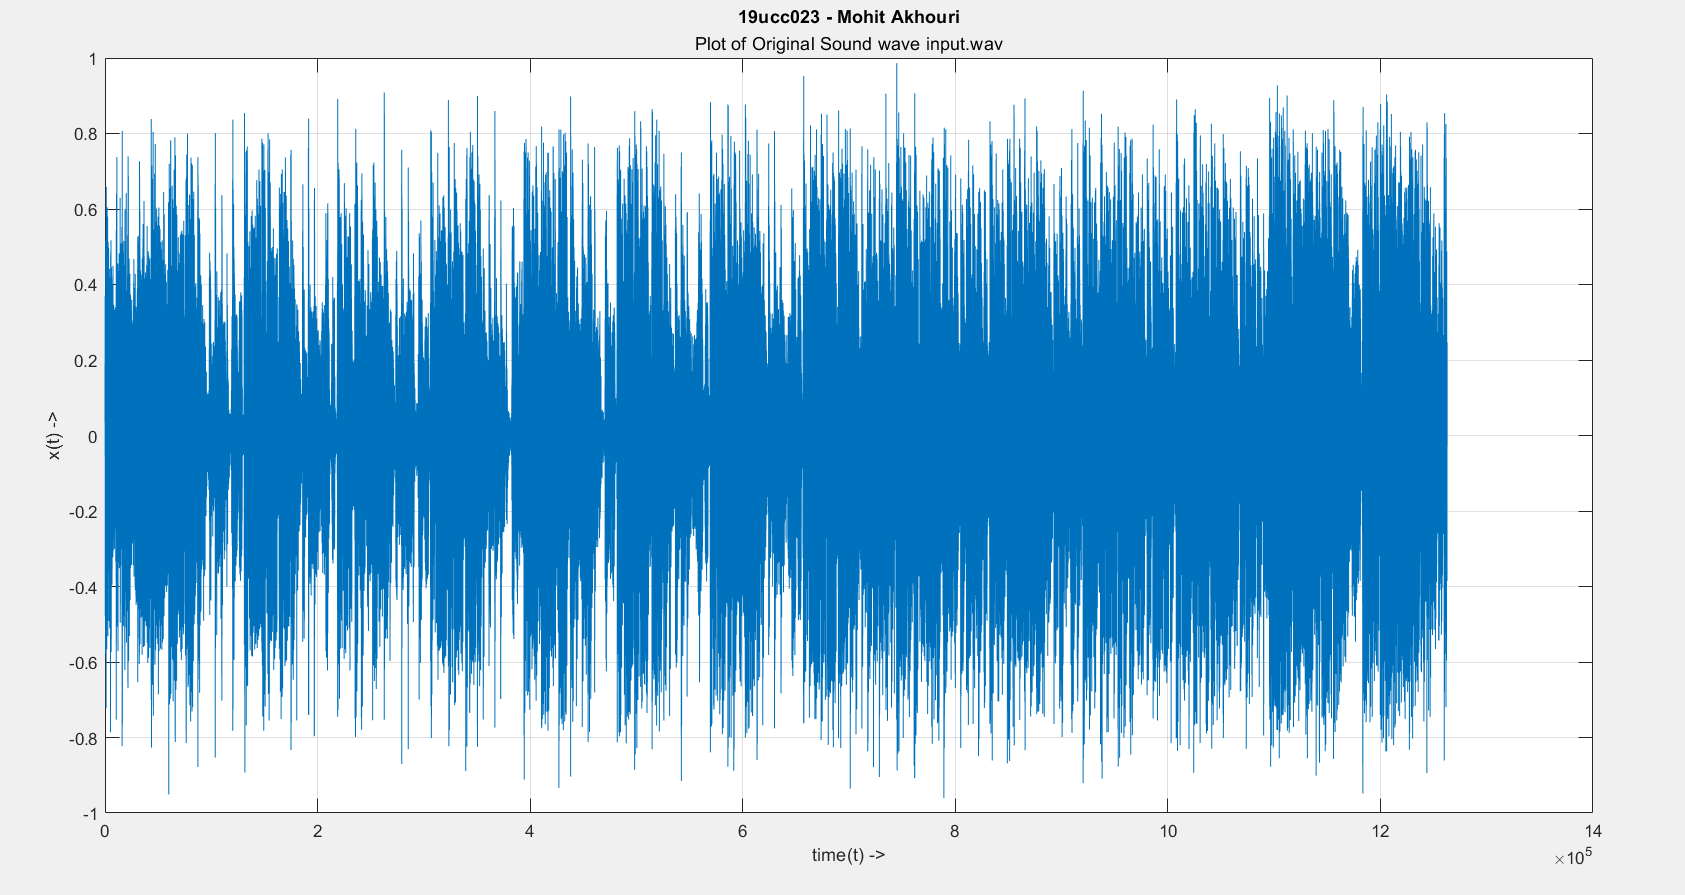 19ucc023 - Mohit Akhouri
Plot of Original Sound wave input.wav
1
0.8
0.6
0.4
0.2
0
-0.2
-0.4
-0.6
-0.8
-1
x(t) ->
0 2 4 6 8 10 12 14
time(t) ->
×10^5